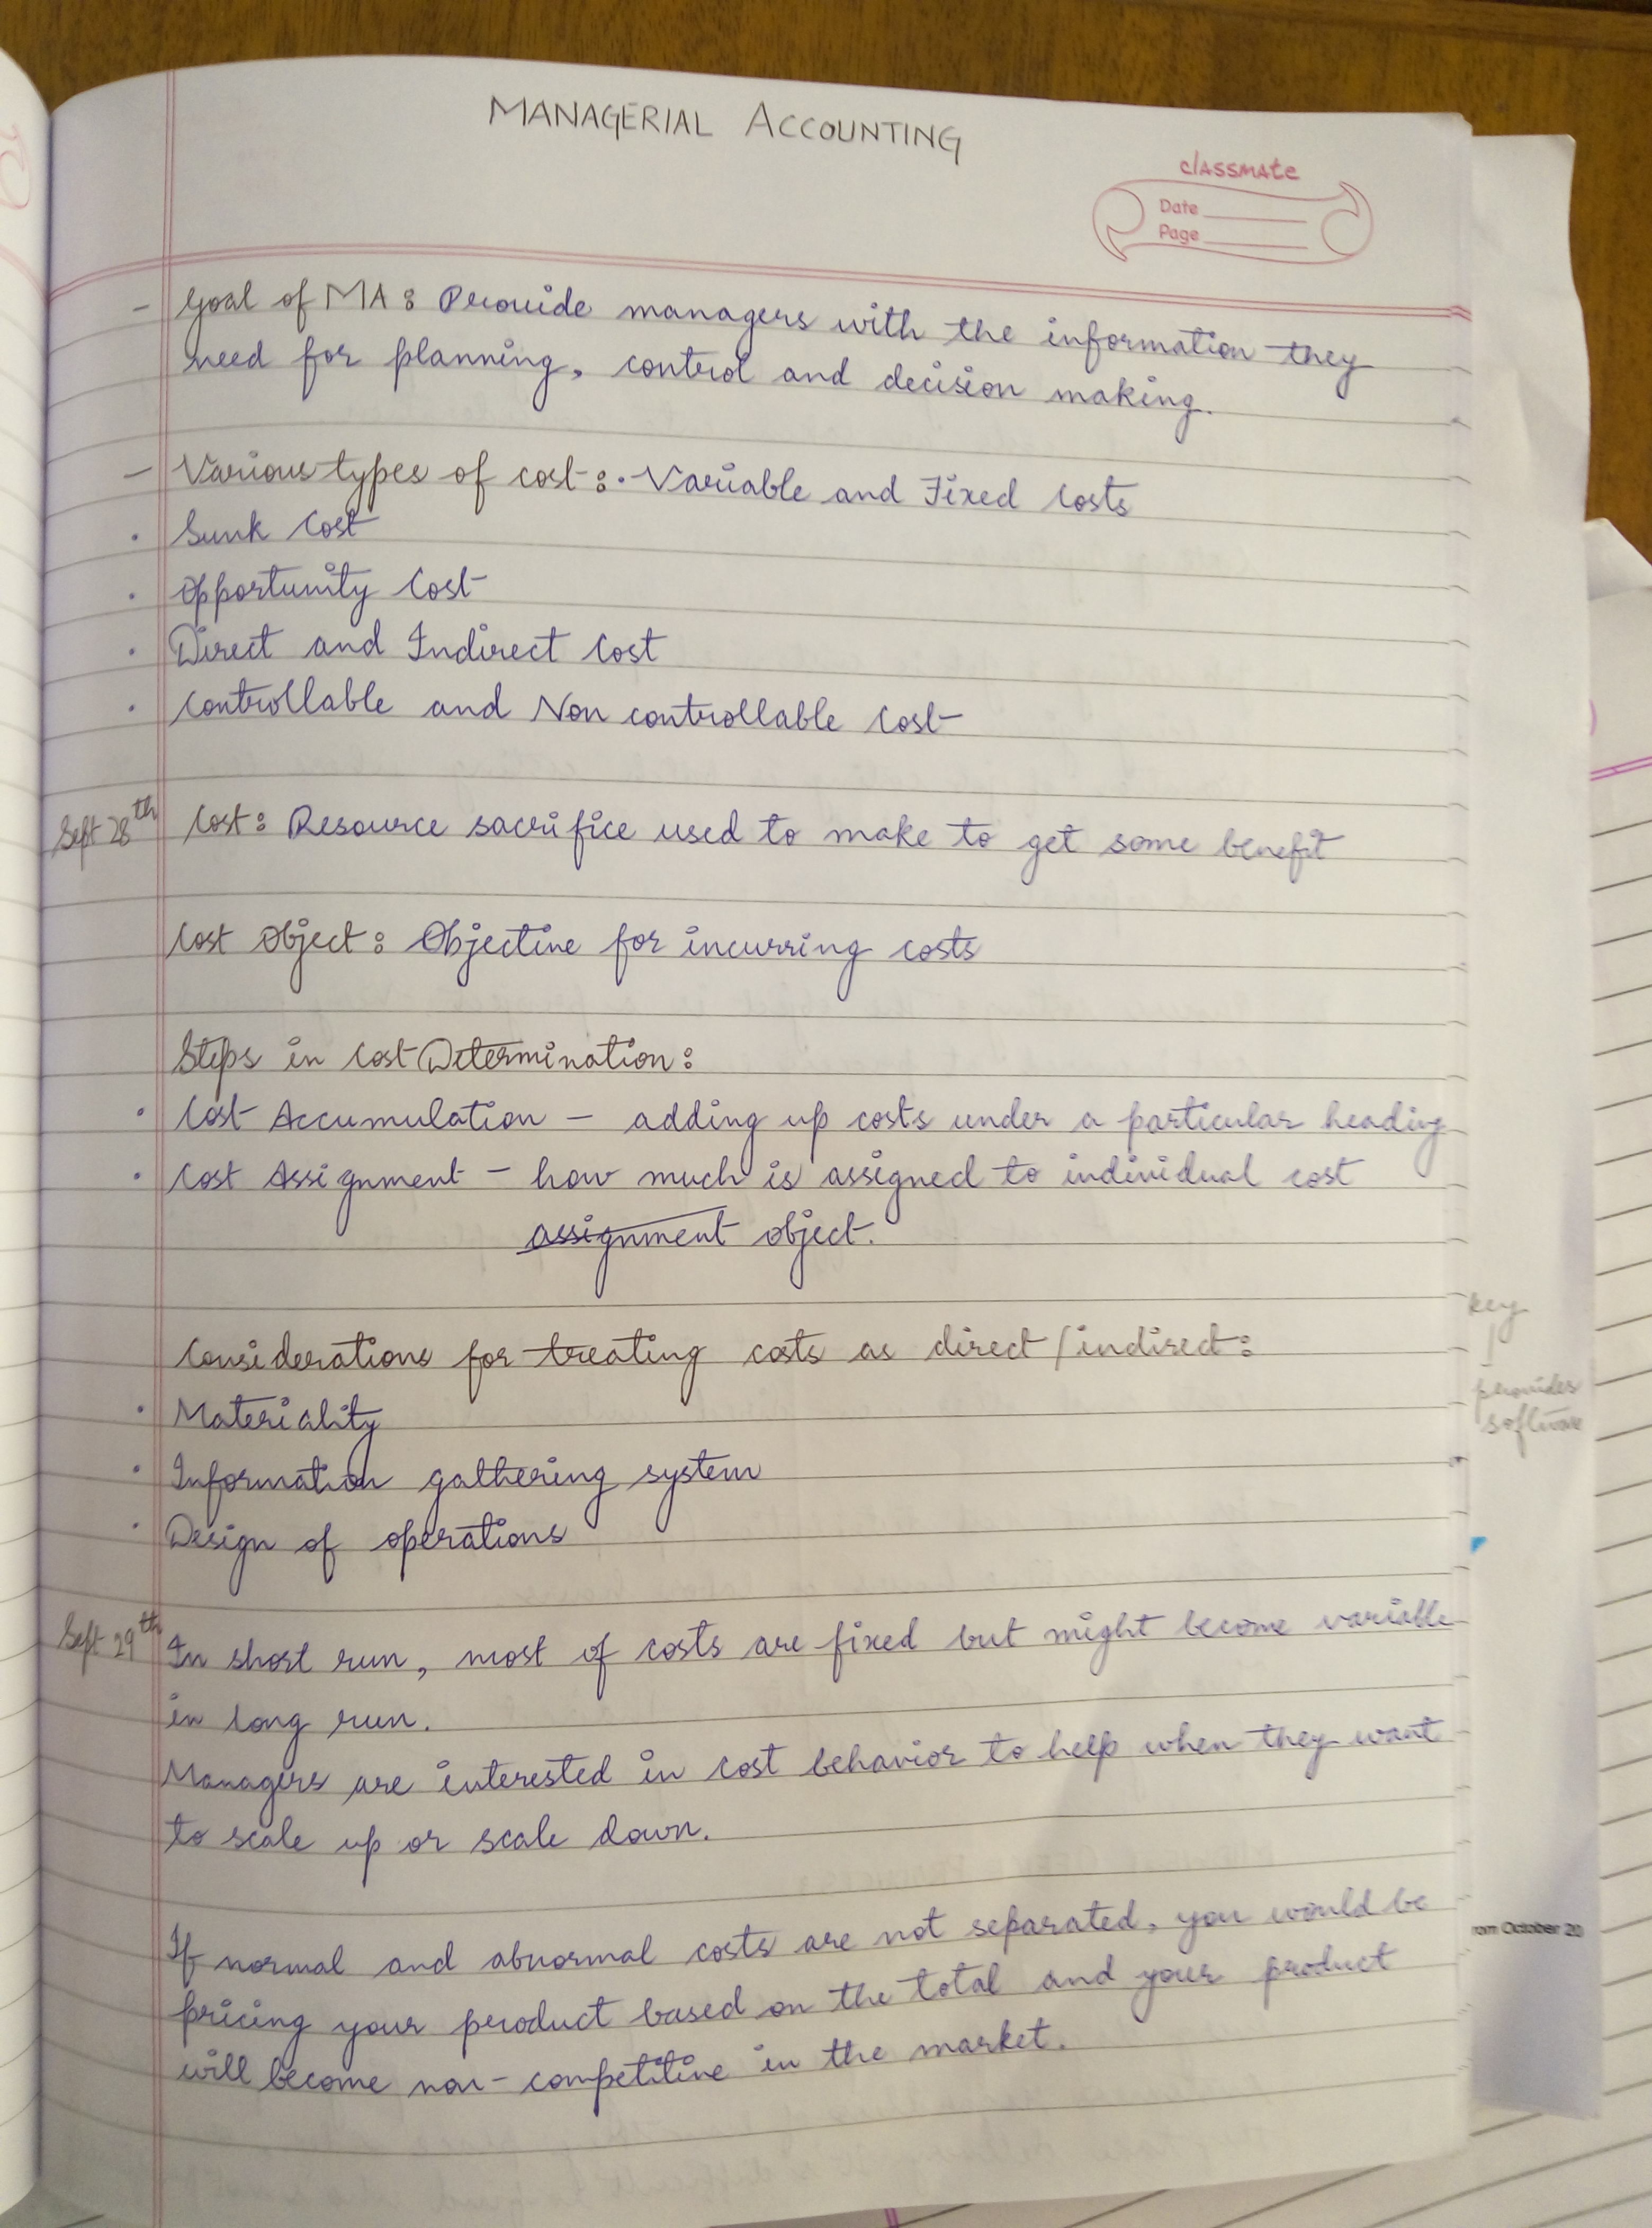 MANAGERIAL ACCOUNTING
classmate
Date
Page
- Goal of MA: Provide managers with the information they
need for planning, control and decision making.
- Various types of cost: · Variable and Fixed Costs
· Sunk Cost
· Opportunity Cost
· Direct and Indirect Cost
· Controllable and Non controllable Cost
Sept 28th Cost: Resource sacrifice used to make to get some benefit
Cost Object: Objective for incurring costs
Steps in Cost Determination:
· Cost Accumulation - adding up costs under a particular heading
· Cost Assignment - how much is assigned to individual cost
assignment object.
Considerations for treating costs as direct/indirect:
· Materiality
· Information gathering system
· Design of operations
key
provides
software
Sept 29th In short run, most of costs are fixed but might become variable
in long run.
Managers are interested in cost behavior to help when they want
to scale up or scale down.
If normal and abnormal costs are not separated, you would be
pricing your product based on the total and your product
will become non-competitive in the market.
rom October 20